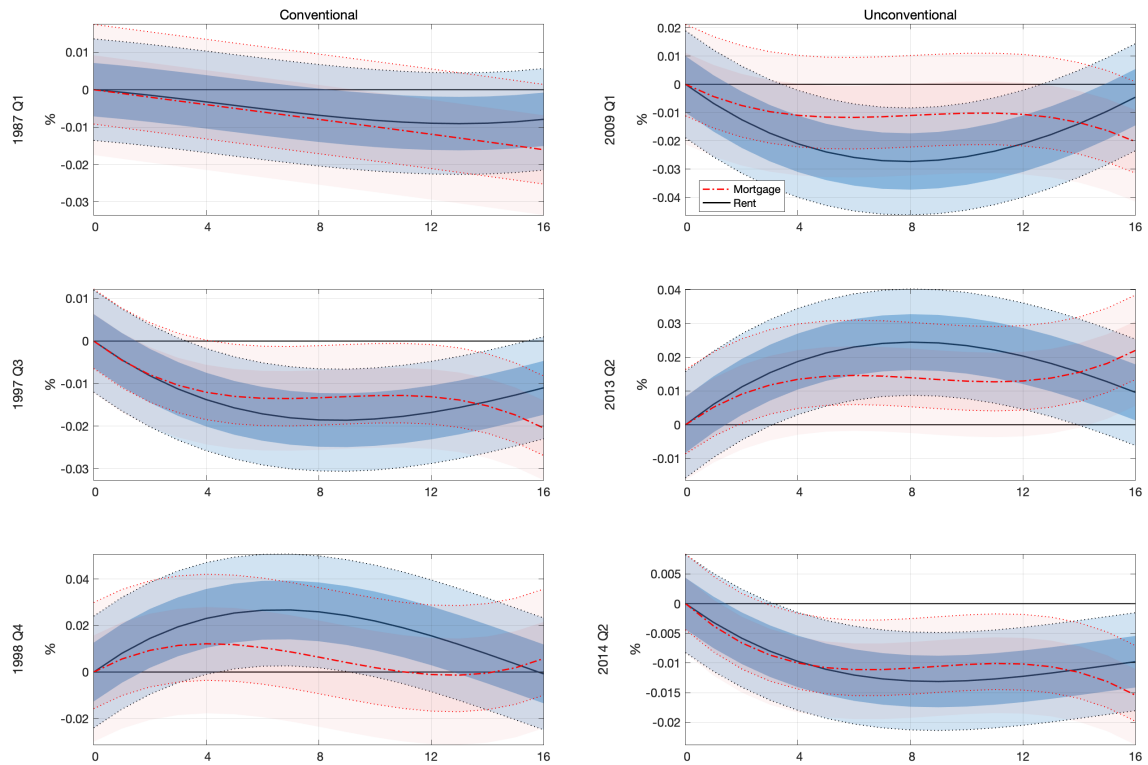 Conventional
1987 Q1
%
0.01
0
-0.01
-0.02
-0.03
0 4 8 12 16
Unconventional
2009 Q1
%
0.02
0.01
0
-0.01
-0.02
-0.03
-0.04
Mortgage
Rent
0 4 8 12 16
1997 Q3
%
0.01
0
-0.01
-0.02
-0.03
0 4 8 12 16
2013 Q2
%
0.04
0.03
0.02
0.01
0
-0.01
0 4 8 12 16
1998 Q4
%
0.04
0.02
0
-0.02
0 4 8 12 16
2014 Q2
%
0.005
0
-0.005
-0.01
-0.015
-0.02
0 4 8 12 16